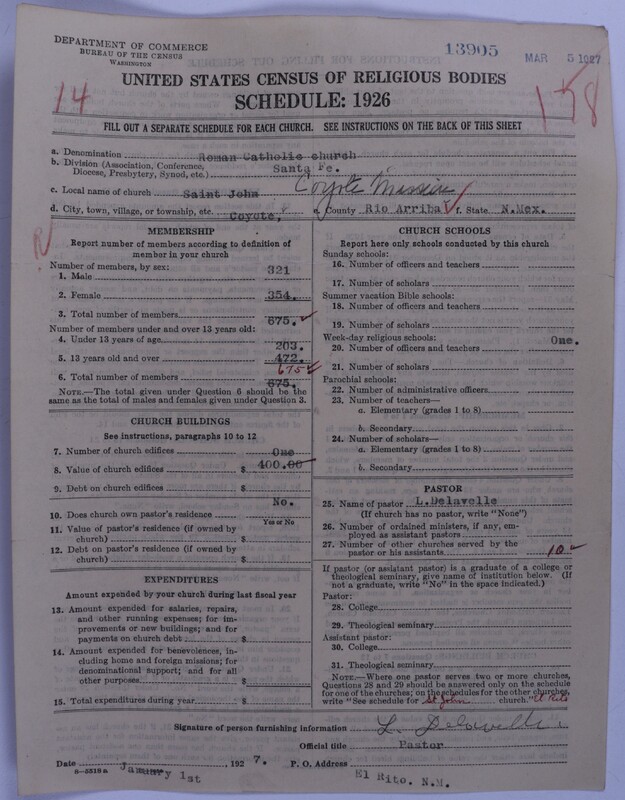 DEPARTMENT OF COMMERCE
BUREAU OF THE CENSUS
WASHINGTON
13905
MAR 5 1927
UNITED STATES CENSUS OF RELIGIOUS BODIES
SCHEDULE: 1926
14
178
FILL OUT A SEPARATE SCHEDULE FOR EACH CHURCH. SEE INSTRUCTIONS ON THE BACK OF THIS SHEET
a. Denomination Roman Catholic church
b. Division (Association, Conference, Diocese, Presbytery, Synod, etc.) Santa Fe.
c. Local name of church Saint John Coyote Mission
d. City, town, village, or township, etc. Coyote, e. County Rio Arriba f. State N.Mex.
MEMBERSHIP
Report number of members according to definition of
member in your church
Number of members, by sex:
1. Male 321
2. Female 354.
3. Total number of members 675.
Number of members under and over 13 years old:
4. Under 13 years of age 203.
5. 13 years old and over 472.
675
6. Total number of members 675.
NOTE.—The total given under Question 6 should be the
same as the total of males and females given under Question 3.
CHURCH BUILDINGS
See instructions, paragraphs 10 to 12
7. Number of church edifices One
8. Value of church edifices $ 400.00
9. Debt on church edifices $
10. Does church own pastor's residence No.
Yes or No
11. Value of pastor's residence (if owned by
church) $
12. Debt on pastor's residence (if owned by
church) $
EXPENDITURES
Amount expended by your church during last fiscal year
13. Amount expended for salaries, repairs,
and other running expenses; for im-
provements or new buildings; and for
payments on church debt $
14. Amount expended for benevolences, in-
cluding home and foreign missions; for
denominational support; and for all
other purposes $
15. Total expenditures during year $
CHURCH SCHOOLS
Report here only schools conducted by this church
Sunday schools:
16. Number of officers and teachers
17. Number of scholars
Summer vacation Bible schools:
18. Number of officers and teachers
19. Number of scholars
Week-day religious schools:
20. Number of officers and teachers One.
21. Number of scholars
Parochial schools:
22. Number of administrative officers
23. Number of teachers—
a. Elementary (grades 1 to 8)
b. Secondary
24. Number of scholars—
a. Elementary (grades 1 to 8)
b. Secondary
PASTOR
25. Name of pastor L.Delavelle
(If church has no pastor, write "None")
26. Number of ordained ministers, if any, em-
ployed as assistant pastors
27. Number of other churches served by the
pastor or his assistants 10
If pastor (or assistant pastor) is a graduate of a college or
theological seminary, give name of institution below. (If
not a graduate, write "No" in the space indicated.)
Pastor:
28. College
29. Theological seminary
Assistant pastor:
30. College
31. Theological seminary
NOTE.—Where one pastor serves two or more churches,
Questions 28 and 29 should be answered only on the schedule
for one of the churches; on the schedules for the other churches,
write "See schedule for St John church." El Rito
Signature of person furnishing information L. Delavelle
Official title Pastor
Date January 1st 1927. P. O. Address El Rito, N.M.
8-5318a